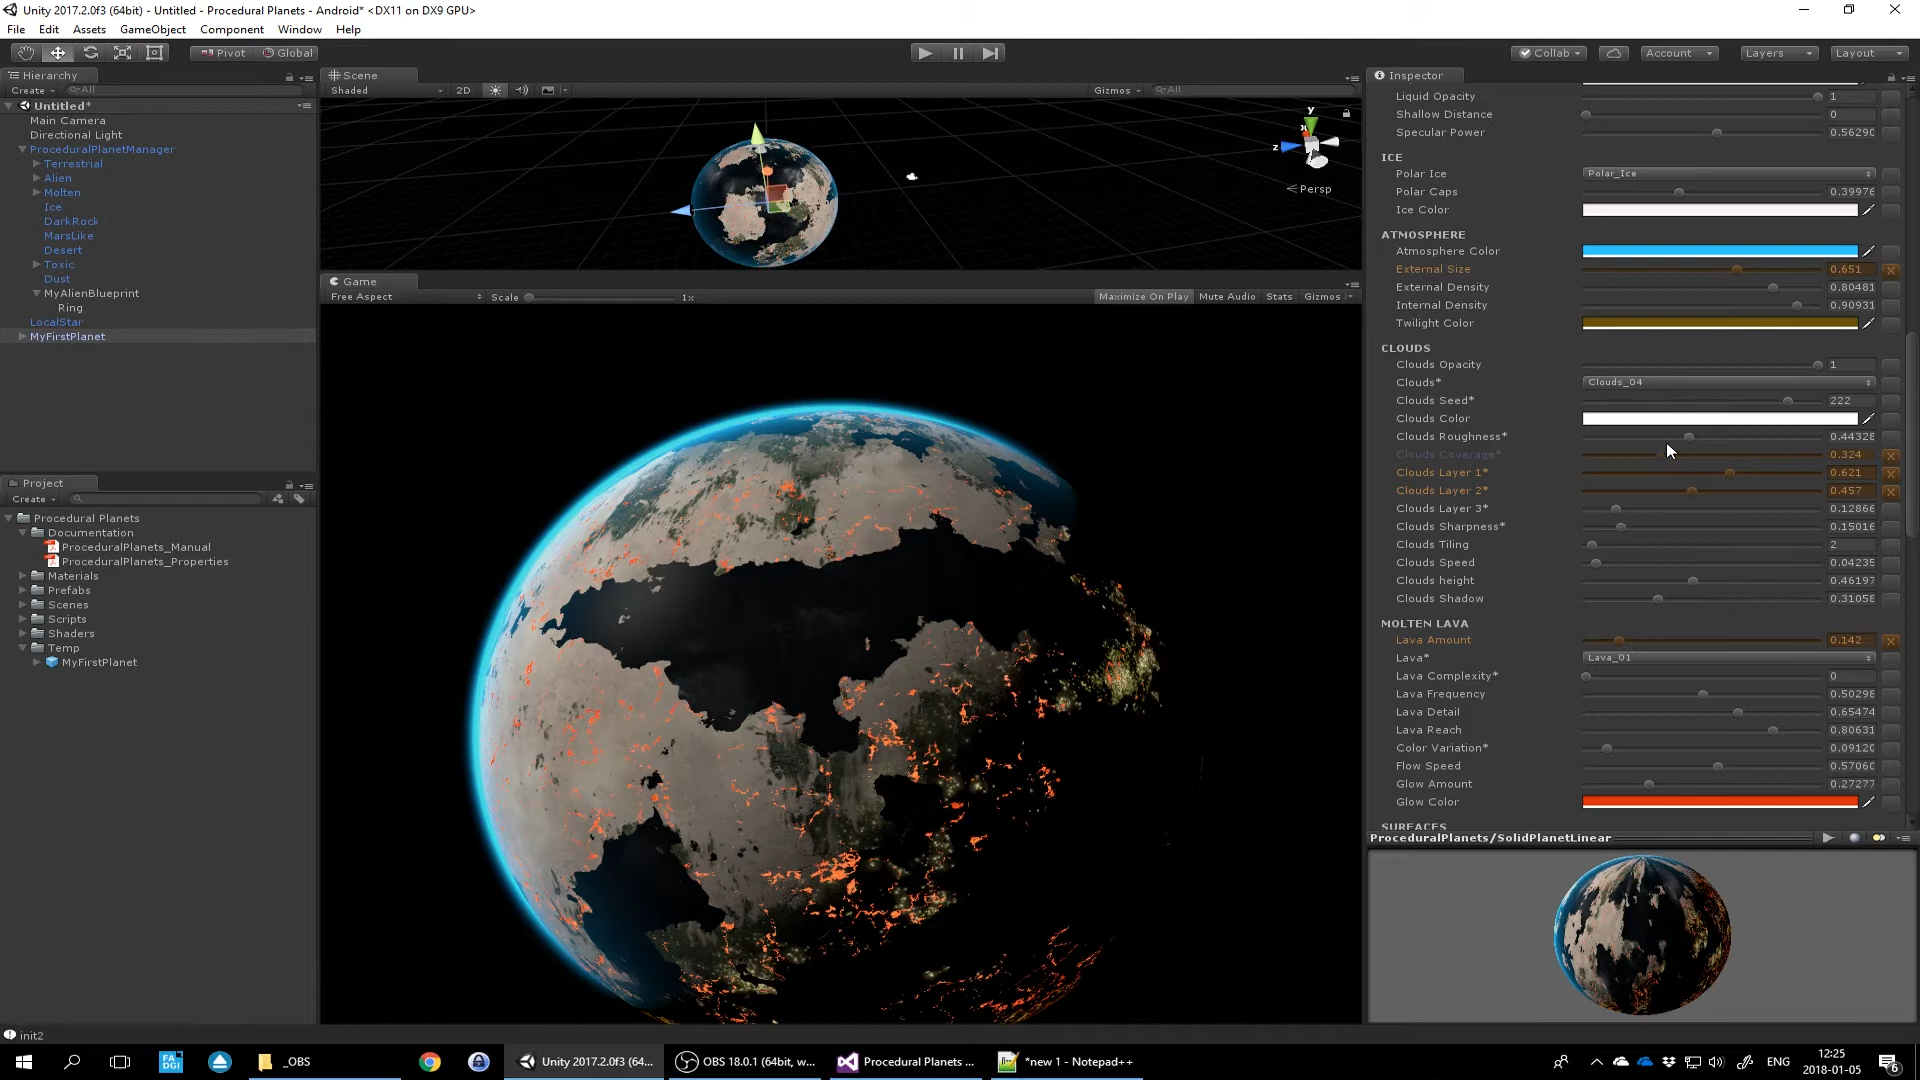 Unity 2017.2.0f3 (64bit) - Untitled - Procedural Planets - Android* <DX11 on DX9 GPU>
File Edit Assets GameObject Component Window Help
Pivot Global Collab Account Layers Layout
Hierarchy
Create All
Untitled*
Main Camera
Directional Light
ProceduralPlanetManager
Terrestrial
Alien
Molten
Ice
DarkRock
MarsLike
Desert
Toxic
Dust
MyAlienBlueprint
Ring
LocalStar
MyFirstPlanet
Project
Create
Procedural Planets
Documentation
ProceduralPlanets_Manual
ProceduralPlanets_Properties
Materials
Prefabs
Scenes
Scripts
Shaders
Temp
MyFirstPlanet
Scene
Shaded 2D Gizmos All
y
x
z
Persp
Game
Free Aspect Scale 1x Maximize On Play Mute Audio Stats Gizmos
Inspector
Liquid Opacity 1
Shallow Distance 0
Specular Power 0.5629
ICE
Polar Ice Polar_Ice
Polar Caps 0.39976
Ice Color
ATMOSPHERE
Atmosphere Color
External Size 0.651 X
External Density 0.80481
Internal Density 0.90931
Twilight Color
CLOUDS
Clouds Opacity 1
Clouds* Clouds_04
Clouds Seed* 222
Clouds Color
Clouds Roughness* 0.44328
Clouds Coverage* 0.324 X
Clouds Layer 1* 0.621 X
Clouds Layer 2* 0.457 X
Clouds Layer 3* 0.12866
Clouds Sharpness* 0.15016
Clouds Tiling 2
Clouds Speed 0.04235
Clouds height 0.46197
Clouds Shadow 0.31058
MOLTEN LAVA
Lava Amount 0.142 X
Lava* Lava_01
Lava Complexity* 0
Lava Frequency 0.50298
Lava Detail 0.65474
Lava Reach 0.80631
Color Variation* 0.09120
Flow Speed 0.57060
Glow Amount 0.27277
Glow Color
SURFACES
ProceduralPlanets/SolidPlanetLinear
init2
FA
DGI
_OBS
Unity 2017.2.0f3 (64...
OBS 18.0.1 (64bit, w...
Procedural Planets ...
*new 1 - Notepad++
ENG
12:25
2018-01-05
6